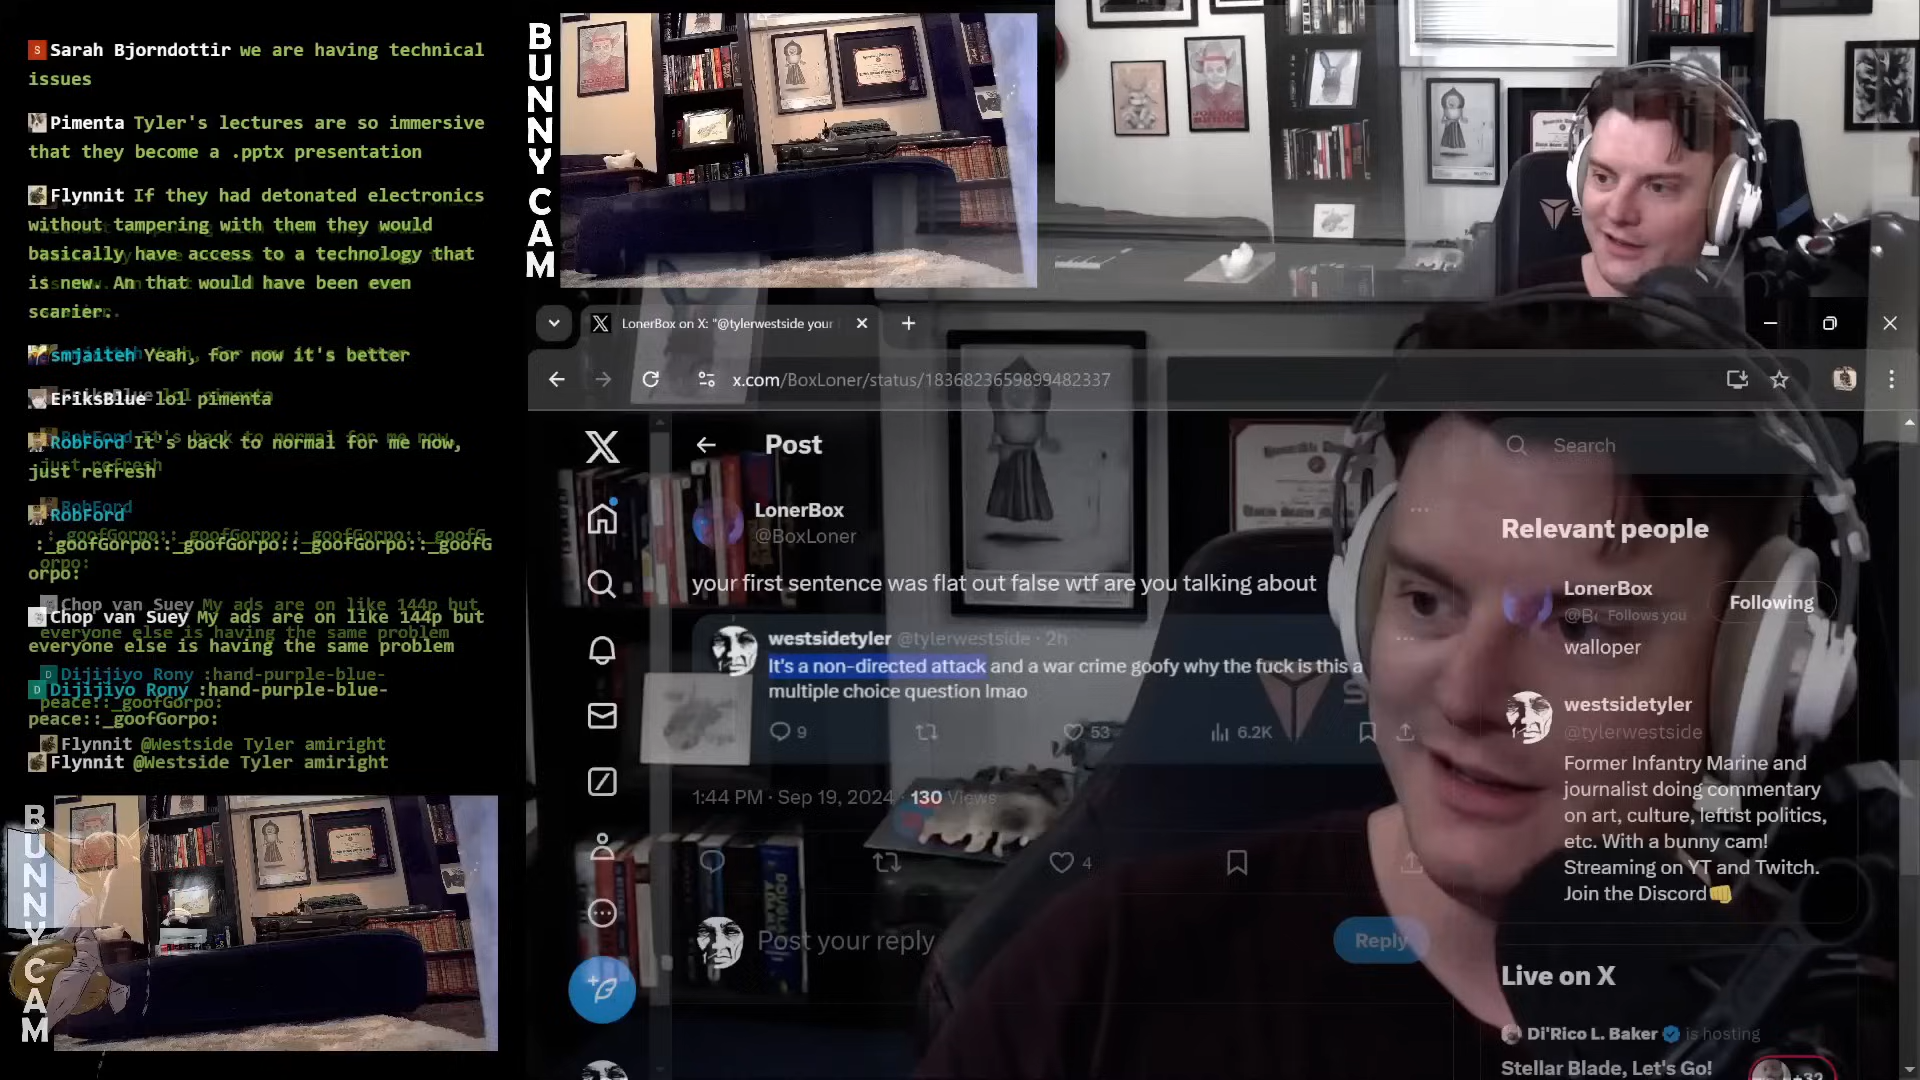 S Sarah Bjorndottir we are having technical
issues
Pimenta Tyler's lectures are so immersive
that they become a .pptx presentation
Flynnit If they had detonated electronics
without tampering with them they would
basically have access to a technology that
is new. An that would have been even
scarier.
smjaiteh Yeah, for now it's better
EriksBlue lol pimenta
RobFord It's back to normal for me now,
just refresh
RobFord
:_goofGorpo::_goofGorpo::_goofGorpo::_goofG
orpo:
Chop van Suey My ads are on like 144p but
everyone else is having the same problem
D Dijijiyo Rony :hand-purple-blue-
peace::_goofGorpo:
Flynnit @Westside Tyler amiright
BUNNY CAM
BUNNY CAM
LonerBox on X: "@tylerwestside your
x.com/BoxLoner/status/1836823659899482337
Post
LonerBox
@BoxLoner
your first sentence was flat out false wtf are you talking about
westsidetyler @tylerwestside · 2h
It's a non-directed attack and a war crime goofy why the fuck is this a
multiple choice question lmao
9
53
6.2K
1:44 PM · Sep 19, 2024 · 130 Views
4
Post your reply
Reply
Search
Relevant people
LonerBox
Follows you
Following
walloper
westsidetyler
@tylerwestside
Former Infantry Marine and
journalist doing commentary
on art, culture, leftist politics,
etc. With a bunny cam!
Streaming on YT and Twitch.
Join the Discord👊
Live on X
Di'Rico L. Baker is hosting
Stellar Blade, Let's Go!
+32